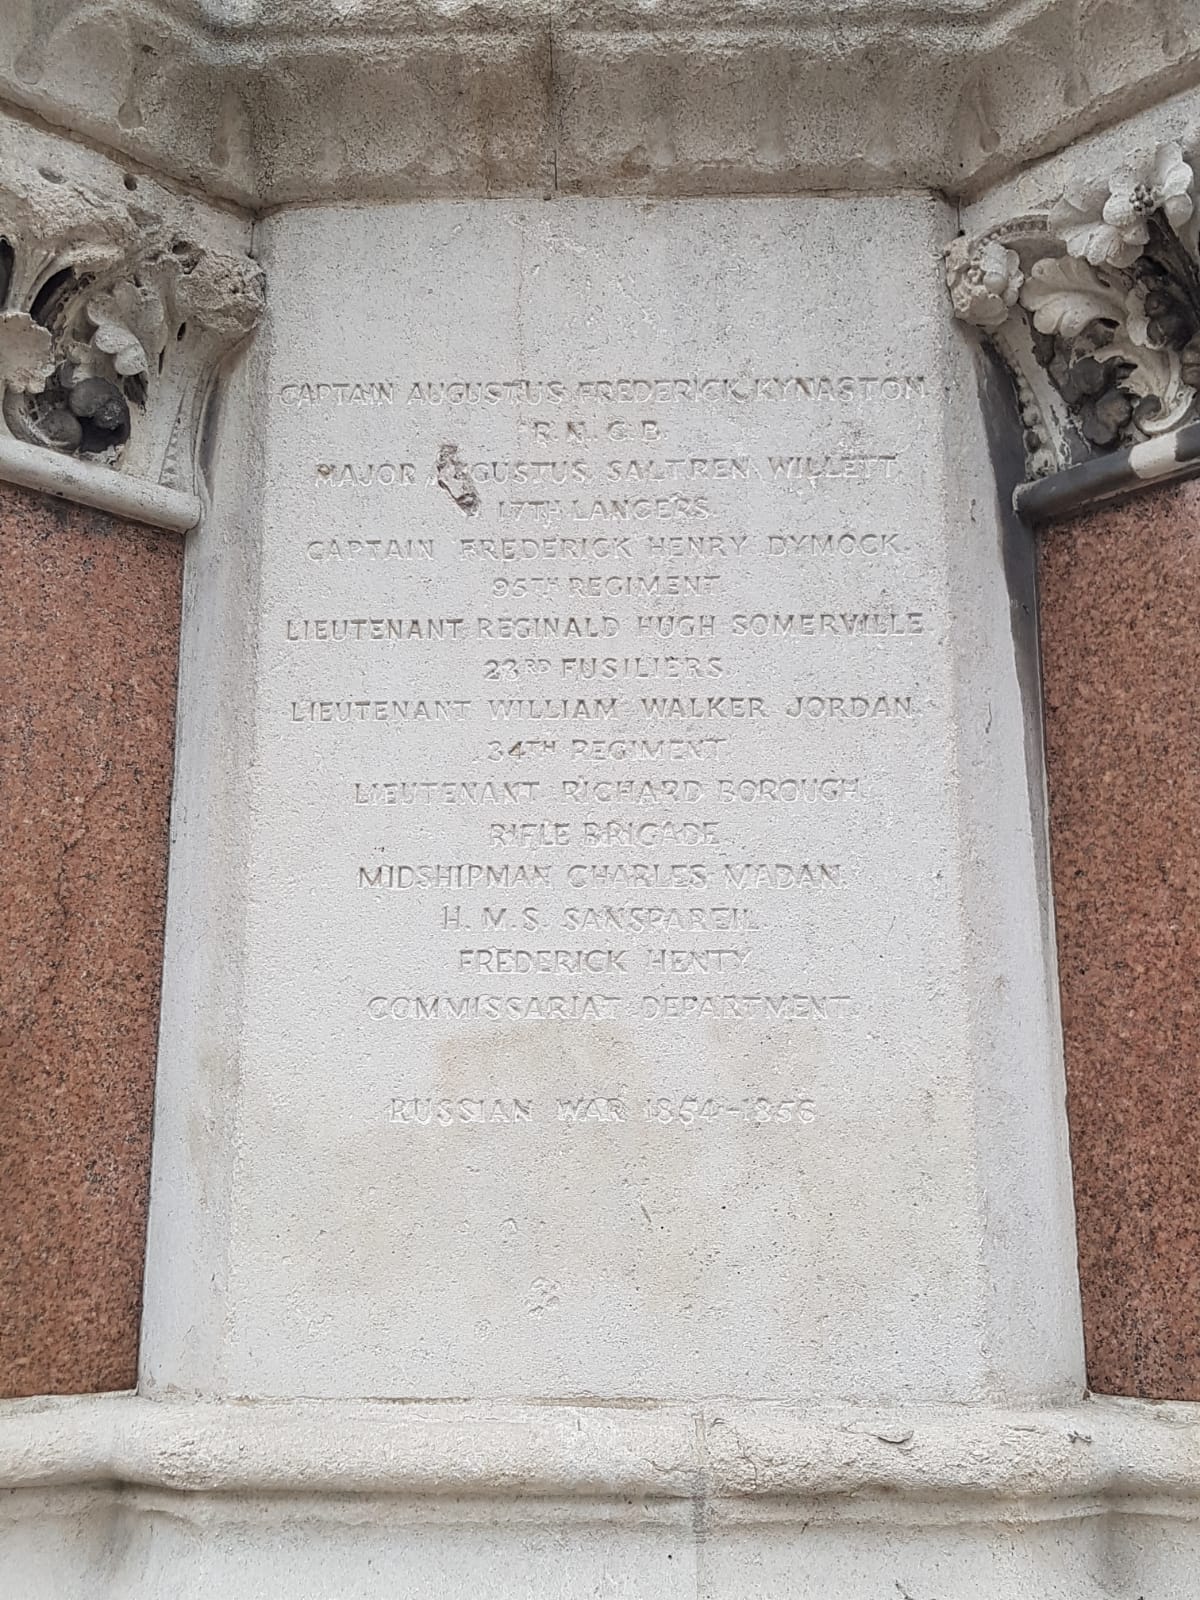 CAPTAIN AUGUSTUS FREDERICK KYNASTON
R. N. C. B.
MAJOR AUGUSTUS SALTREN WILLETT
17TH LANCERS
CAPTAIN FREDERICK HENRY DYMOCK
95TH REGIMENT
LIEUTENANT REGINALD HUGH SOMERVILLE
23RD FUSILIERS
LIEUTENANT WILLIAM WALKER JORDAN
34TH REGIMENT
LIEUTENANT RICHARD BOROUGH
RIFLE BRIGADE
MIDSHIPMAN CHARLES MADAN
H. M. S. SANSPAREIL
FREDERICK HENTY
COMMISSARIAT DEPARTMENT
RUSSIAN WAR 1854-1856